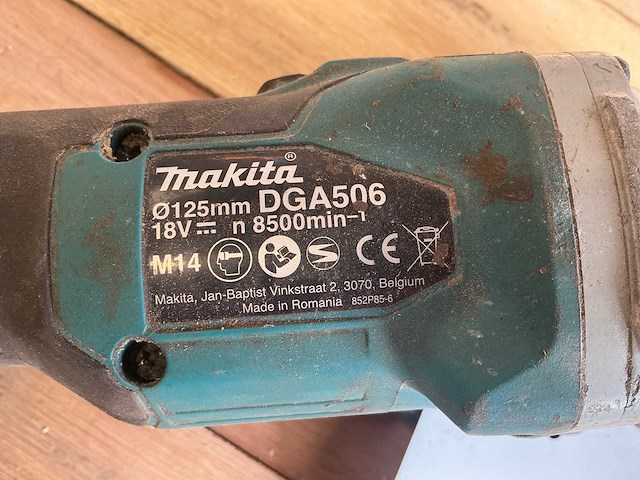 makita®
Ø125mm DGA506
18V n 8500min-1
M14 CE
Makita, Jan-Baptist Vinkstraat 2, 3070, Belgium
Made in Romania 852P85-6